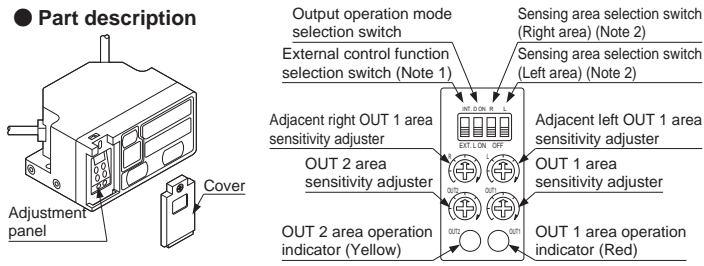 ● Part description
Adjustment
panel
Cover
Output operation mode
selection switch
External control function
selection switch (Note 1)
Sensing area selection switch
(Right area) (Note 2)
Sensing area selection switch
(Left area) (Note 2)
INT. D ON R L
EXT. L ON OFF
Adjacent right OUT 1 area
sensitivity adjuster
Adjacent left OUT 1 area
sensitivity adjuster
R L
OUT 2 area
sensitivity adjuster
OUT 1 area
sensitivity adjuster
OUT2 OUT1
OUT 2 area operation
indicator (Yellow)
OUT2 OUT1
OUT 1 area operation
indicator (Red)